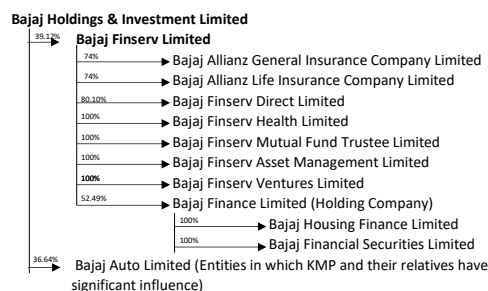 Bajaj Holdings & Investment Limited
39.12% Bajaj Finserv Limited
74% Bajaj Allianz General Insurance Company Limited
74% Bajaj Allianz Life Insurance Company Limited
80.10% Bajaj Finserv Direct Limited
100% Bajaj Finserv Health Limited
100% Bajaj Finserv Mutual Fund Trustee Limited
100% Bajaj Finserv Asset Management Limited
100% Bajaj Finserv Ventures Limited
52.49% Bajaj Finance Limited (Holding Company)
100% Bajaj Housing Finance Limited
100% Bajaj Financial Securities Limited
36.64% Bajaj Auto Limited (Entities in which KMP and their relatives have
significant influence)